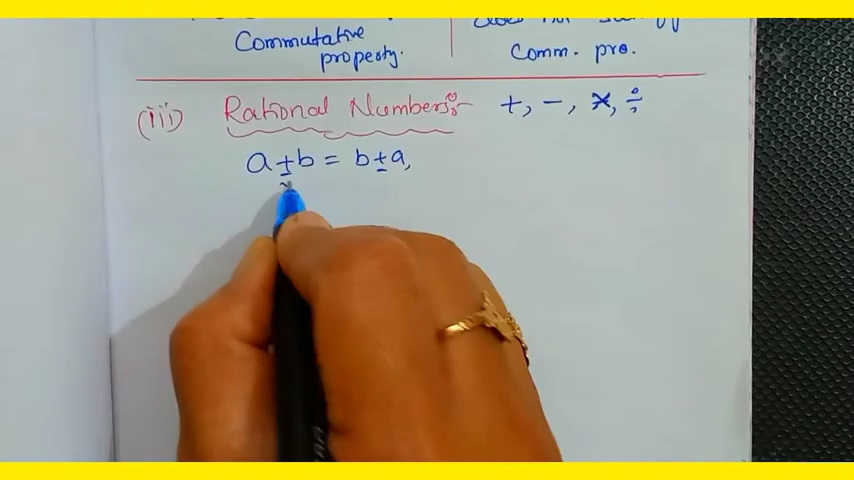 Commutative
property.
Comm. pro.
(iii) Rational Numbers:- +, -, ×, ÷
a + b = b + a,